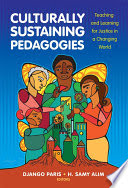 CULTURALLY
SUSTAINING
PEDAGOGIES
Teaching
and Learning
for Justice in
a Changing
World
DJANGO PARIS • H. SAMY ALIM
EDITORS